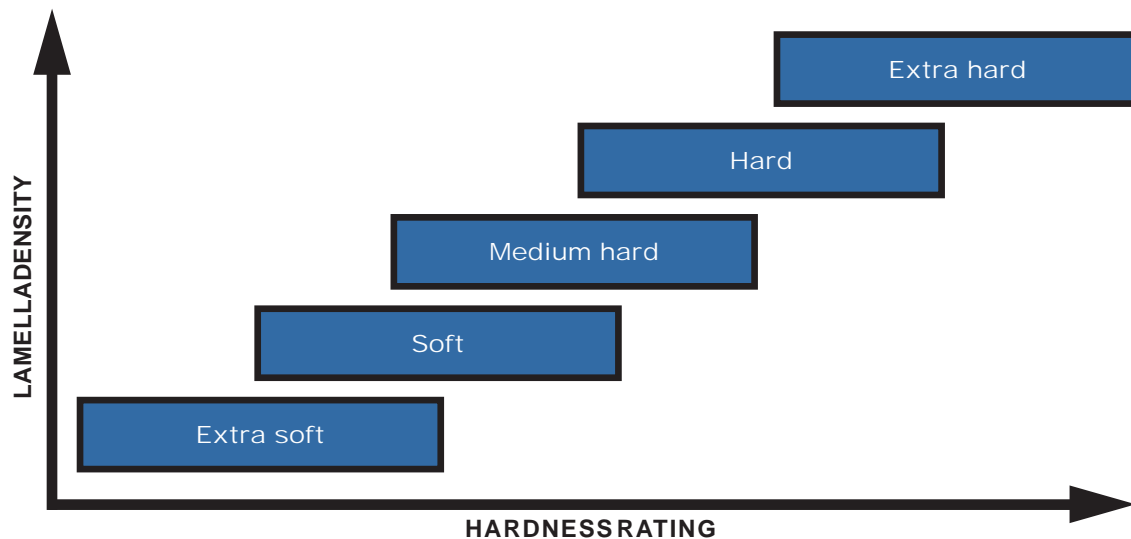 Extra hard
Hard
Medium hard
Soft
Extra soft
LAMELLADENSITY
HARDNESSRATING